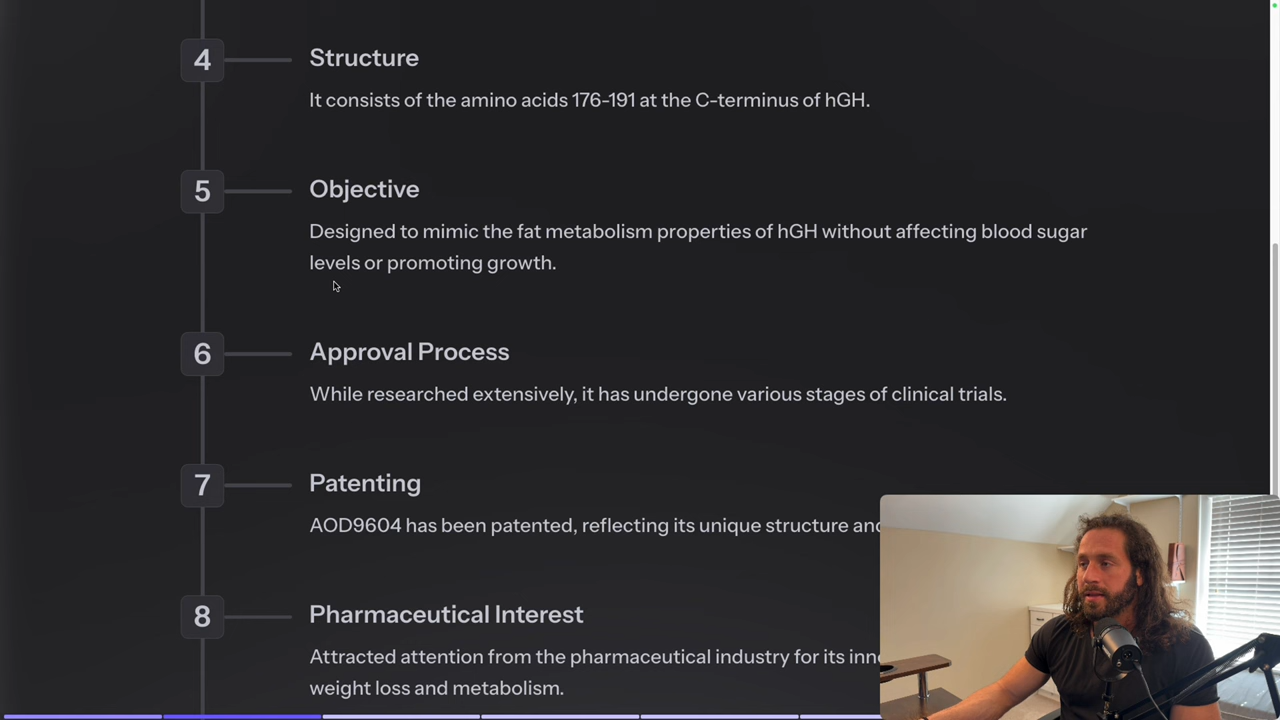 4
Structure
It consists of the amino acids 176-191 at the C-terminus of hGH.
5
Objective
Designed to mimic the fat metabolism properties of hGH without affecting blood sugar
levels or promoting growth.
6
Approval Process
While researched extensively, it has undergone various stages of clinical trials.
7
Patenting
AOD9604 has been patented, reflecting its unique structure
8
Pharmaceutical Interest
Attracted attention from the pharmaceutical industry for its
weight loss and metabolism.